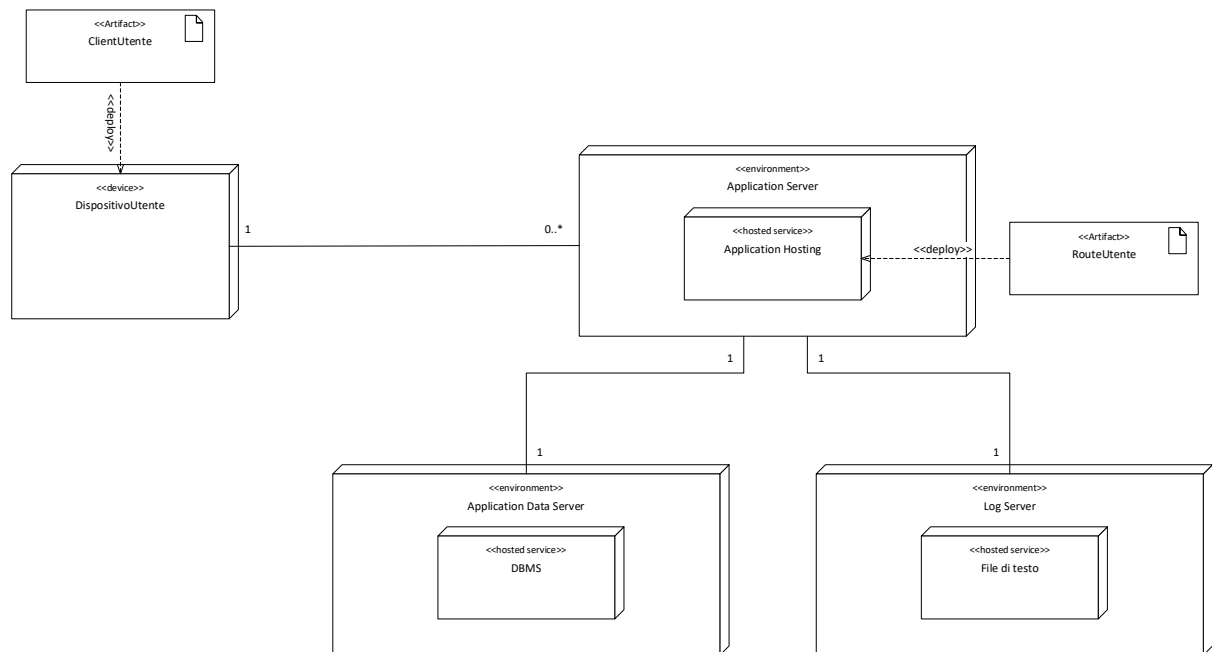 <<Artifact>>
ClientUtente
<<deploy>>
<<device>>
DispositivoUtente
1
0..*
<<environment>>
Application Server
<<hosted service>>
Application Hosting
<<deploy>>
<<Artifact>>
RouteUtente
1
1
1
1
<<environment>>
Application Data Server
<<hosted service>>
DBMS
<<environment>>
Log Server
<<hosted service>>
File di testo